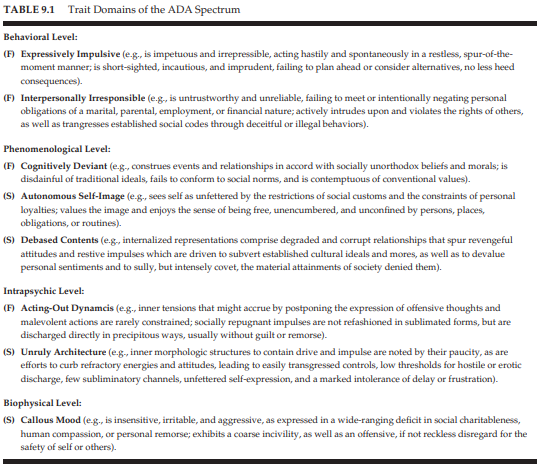 TABLE 9.1 Trait Domains of the ADA Spectrum
Behavioral Level:
(F) Expressively Impulsive (e.g., is impetuous and irrepressible, acting hastily and spontaneously in a restless, spur-of-the-
moment manner; is short-sighted, incautious, and imprudent, failing to plan ahead or consider alternatives, no less heed
consequences).
(F) Interpersonally Irresponsible (e.g., is untrustworthy and unreliable, failing to meet or intentionally negating personal
obligations of a marital, parental, employment, or financial nature; actively intrudes upon and violates the rights of others,
as well as trangresses established social codes through deceitful or illegal behaviors).
Phenomenological Level:
(F) Cognitively Deviant (e.g., construes events and relationships in accord with socially unorthodox beliefs and morals; is
disdainful of traditional ideals, fails to conform to social norms, and is contemptuous of conventional values).
(S) Autonomous Self-Image (e.g., sees self as unfettered by the restrictions of social customs and the constraints of personal
loyalties; values the image and enjoys the sense of being free, unencumbered, and unconfined by persons, places,
obligations, or routines).
(S) Debased Contents (e.g., internalized representations comprise degraded and corrupt relationships that spur revengeful
attitudes and restive impulses which are driven to subvert established cultural ideals and mores, as well as to devalue
personal sentiments and to sully, but intensely covet, the material attainments of society denied them).
Intrapsychic Level:
(F) Acting-Out Dynamcis (e.g., inner tensions that might accrue by postponing the expression of offensive thoughts and
malevolent actions are rarely constrained; socially repugnant impulses are not refashioned in sublimated forms, but are
discharged directly in precipitous ways, usually without guilt or remorse).
(S) Unruly Architecture (e.g., inner morphologic structures to contain drive and impulse are noted by their paucity, as are
efforts to curb refractory energies and attitudes, leading to easily transgressed controls, low thresholds for hostile or erotic
discharge, few subliminatory channels, unfettered self-expression, and a marked intolerance of delay or frustration).
Biophysical Level:
(S) Callous Mood (e.g., is insensitive, irritable, and aggressive, as expressed in a wide-ranging deficit in social charitableness,
human compassion, or personal remorse; exhibits a coarse incivility, as well as an offensive, if not reckless disregard for the
safety of self or others).